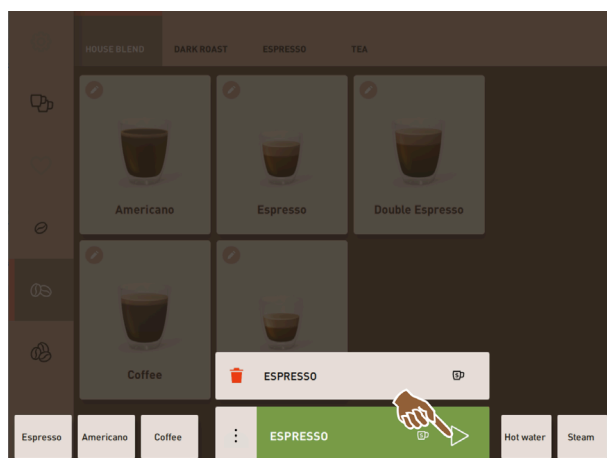 HOUSE BLEND DARK ROAST ESPRESSO TEA
Americano Espresso Double Espresso
Coffee
ESPRESSO S
Espresso Americano Coffee ESPRESSO S Hot water Steam